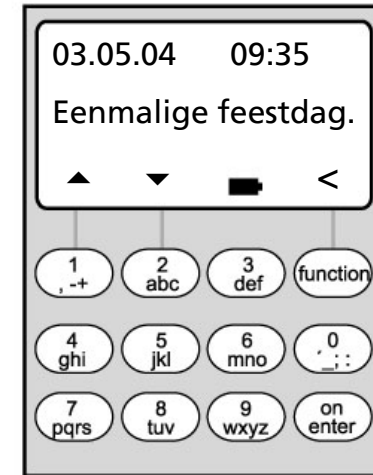 03.05.04 09:35
Eenmalige feestdag.
<
1 2 3 function
, -+ abc def
4 5 6 0
ghi jkl mno ´_; :
7 8 9 on
pqrs tuv wxyz enter